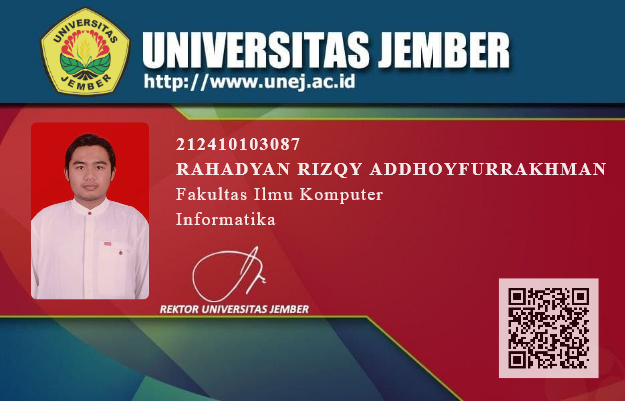 UNIVERSITAS
JEMBER
UNIVERSITAS JEMBER
http://www.unej.ac.id
212410103087
RAHADYAN RIZQY ADDHOYFURRAKHMAN
Fakultas Ilmu Komputer
Informatika
REKTOR UNIVERSITAS JEMBER